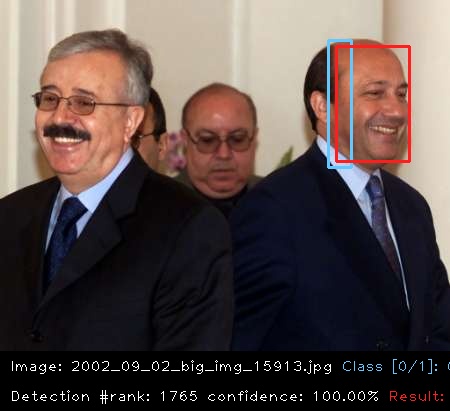 Image: 2002_09_02_big_img_15913.jpg Class [0/1]:
Detection #rank: 1765 confidence: 100.00% Result: